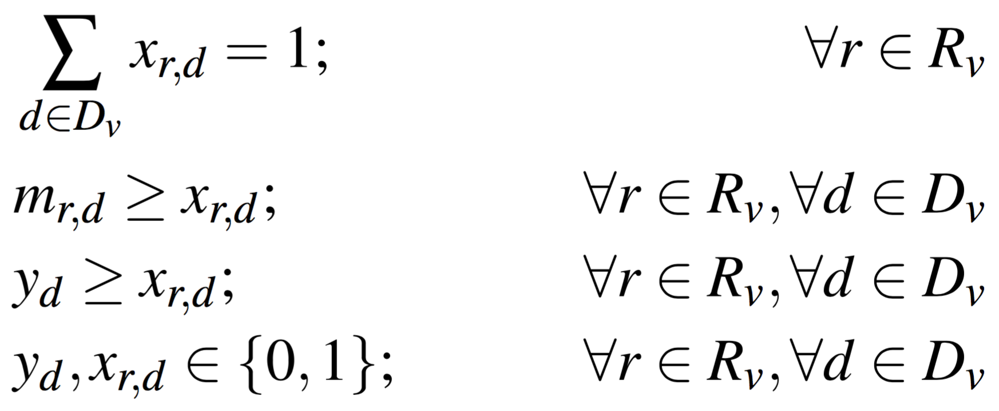 ∑_{d∈D_v} x_{r,d} = 1; ∀r ∈ R_v
m_{r,d} ≥ x_{r,d}; ∀r ∈ R_v, ∀d ∈ D_v
y_d ≥ x_{r,d}; ∀r ∈ R_v, ∀d ∈ D_v
y_d, x_{r,d} ∈ {0, 1}; ∀r ∈ R_v, ∀d ∈ D_v